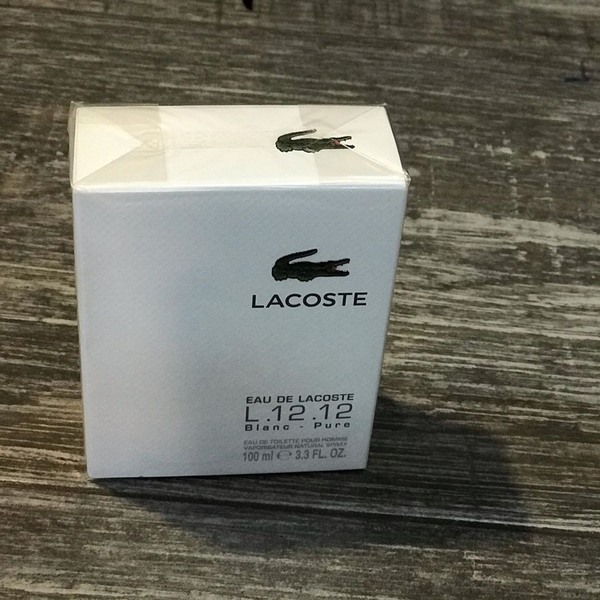 LACOSTE
EAU DE LACOSTE
L.12.12
Blanc - Pure
EAU DE TOILETTE POUR HOMME
VAPORISATEUR NATURAL SPRAY
100 ml e 3.3 FL. OZ.